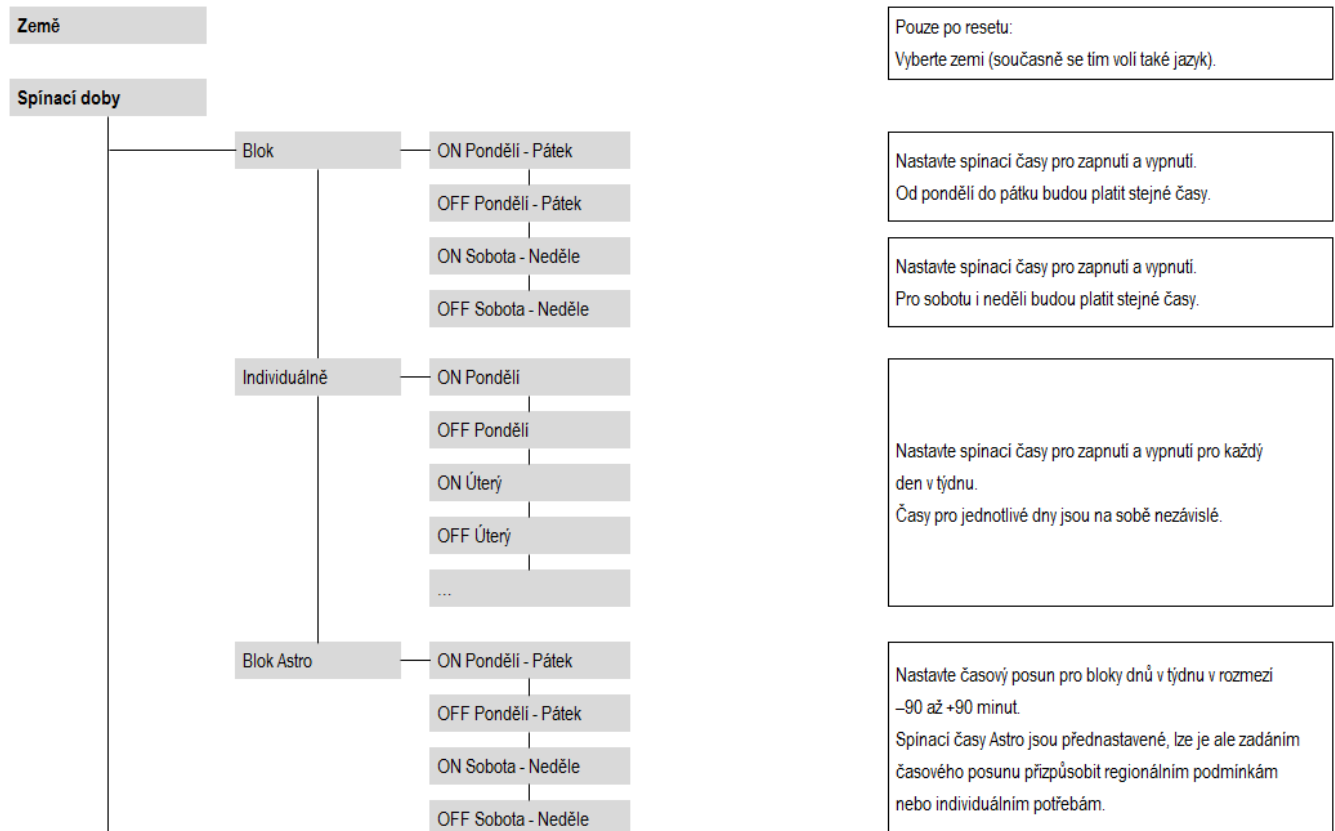 Země
Pouze po resetu:
Vyberte zemi (současně se tím volí také jazyk).
Spínací doby
Blok
ON Pondělí - Pátek
OFF Pondělí - Pátek
ON Sobota - Neděle
OFF Sobota - Neděle
Nastavte spínací časy pro zapnutí a vypnutí.
Od pondělí do pátku budou platit stejné časy.
Nastavte spínací časy pro zapnutí a vypnutí.
Pro sobotu i neděli budou platit stejné časy.
Individuálně
ON Pondělí
OFF Pondělí
ON Úterý
OFF Úterý
…
Nastavte spínací časy pro zapnutí a vypnutí pro každý
den v týdnu.
Časy pro jednotlivé dny jsou na sobě nezávislé.
Blok Astro
ON Pondělí - Pátek
OFF Pondělí - Pátek
ON Sobota - Neděle
OFF Sobota - Neděle
Nastavte časový posun pro bloky dnů v týdnu v rozmezí
–90 až +90 minut.
Spínací časy Astro jsou přednastavené, lze je ale zadáním
časového posunu přizpůsobit regionálním podmínkám
nebo individuálním potřebám.